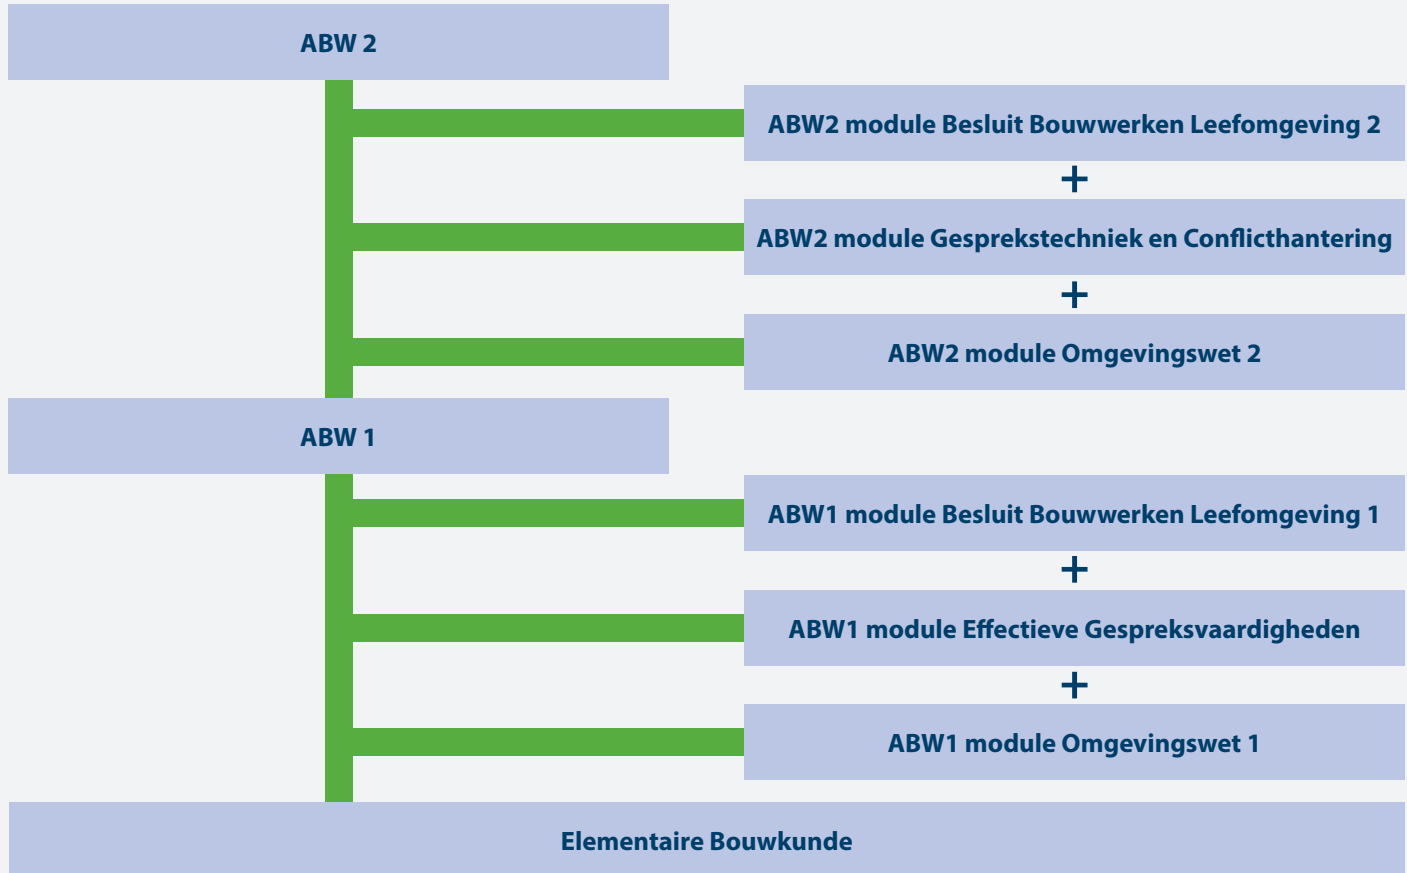 ABW 2
ABW2 module Besluit Bouwwerken Leefomgeving 2
+
ABW2 module Gesprekstechniek en Conflicthantering
+
ABW2 module Omgevingswet 2
ABW 1
ABW1 module Besluit Bouwwerken Leefomgeving 1
+
ABW1 module Effectieve Gespreksvaardigheden
+
ABW1 module Omgevingswet 1
Elementaire Bouwkunde